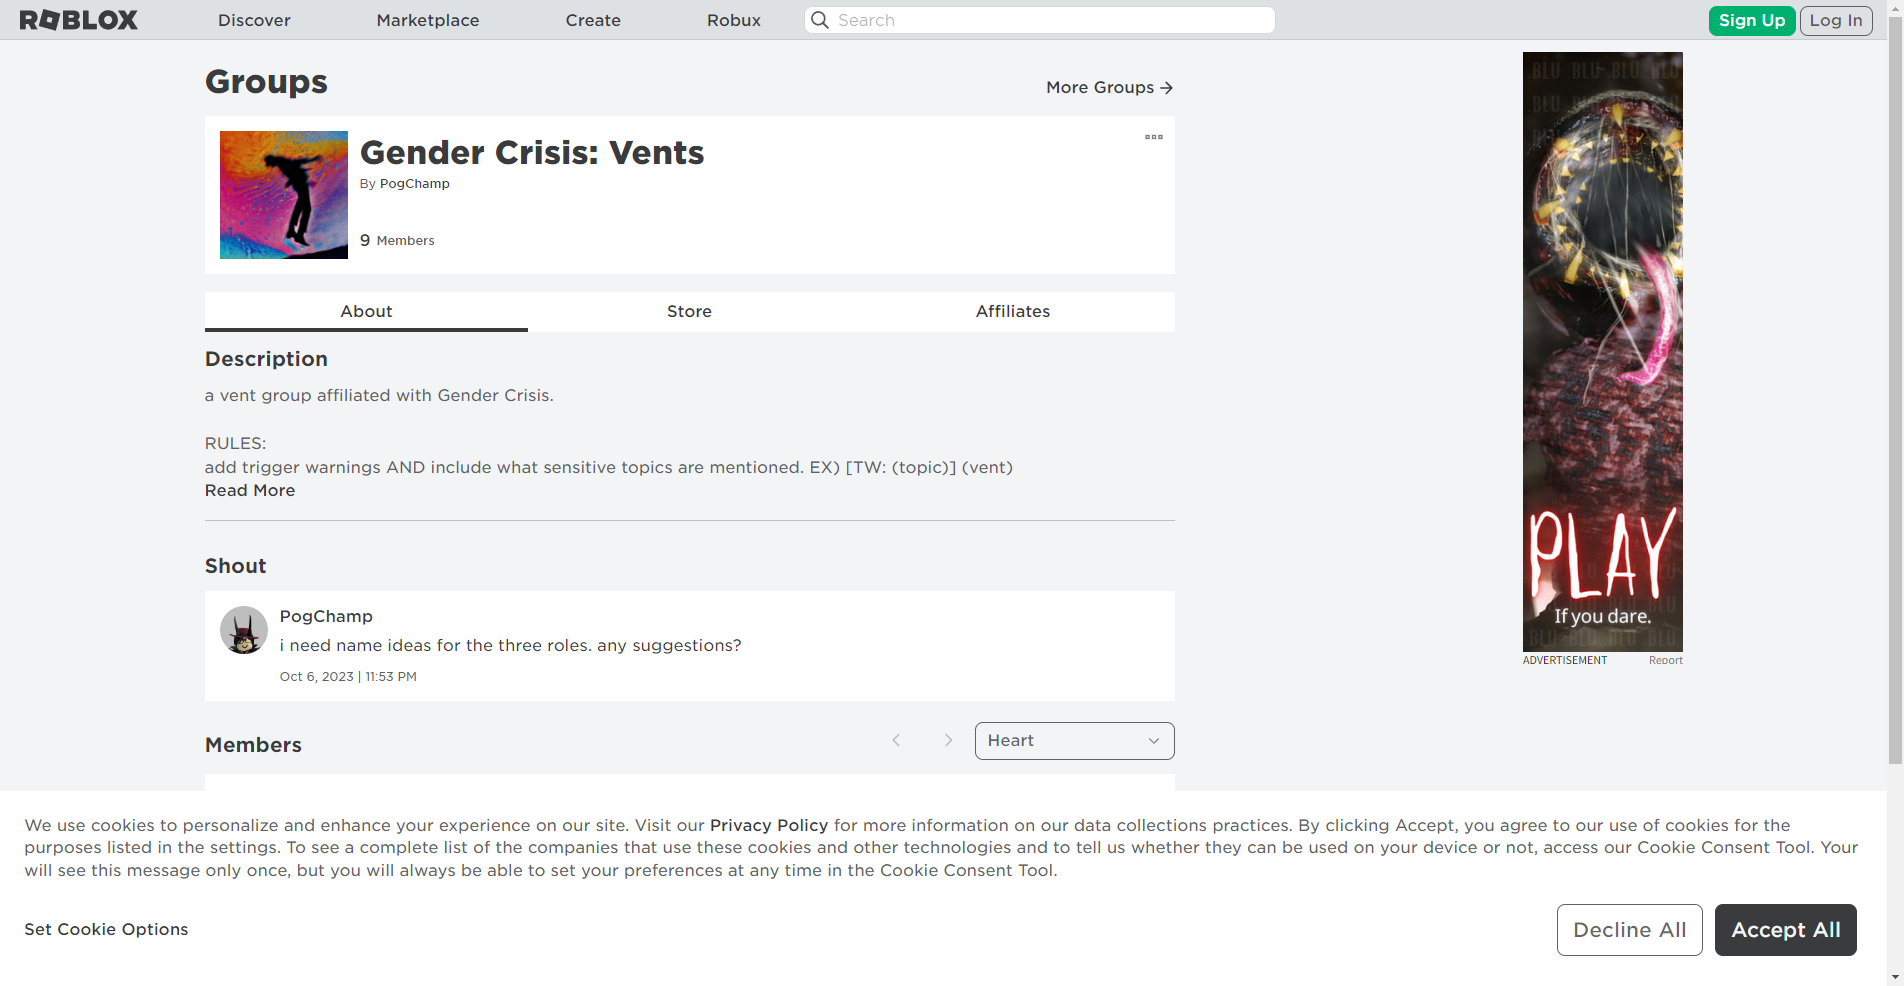 ROBLOX
Discover
Marketplace
Create
Robux
Search
Sign Up
Log In
Groups
More Groups
Gender Crisis: Vents
By PogChamp
9 Members
About
Store
Affiliates
Description
a vent group affiliated with Gender Crisis.
RULES:
add trigger warnings AND include what sensitive topics are mentioned. EX) [TW: (topic)] (vent)
Read More
Shout
PogChamp
i need name ideas for the three roles. any suggestions?
Oct 6, 2023 | 11:53 PM
Members
Heart
BLU BLU BLU BLU
PLAY
If you dare.
BLU BLU BLU BLU
ADVERTISEMENT
Report
We use cookies to personalize and enhance your experience on our site. Visit our Privacy Policy for more information on our data collections practices. By clicking Accept, you agree to our use of cookies for the
purposes listed in the settings. To see a complete list of the companies that use these cookies and other technologies and to tell us whether they can be used on your device or not, access our Cookie Consent Tool. Your
will see this message only once, but you will always be able to set your preferences at any time in the Cookie Consent Tool.
Set Cookie Options
Decline All
Accept All